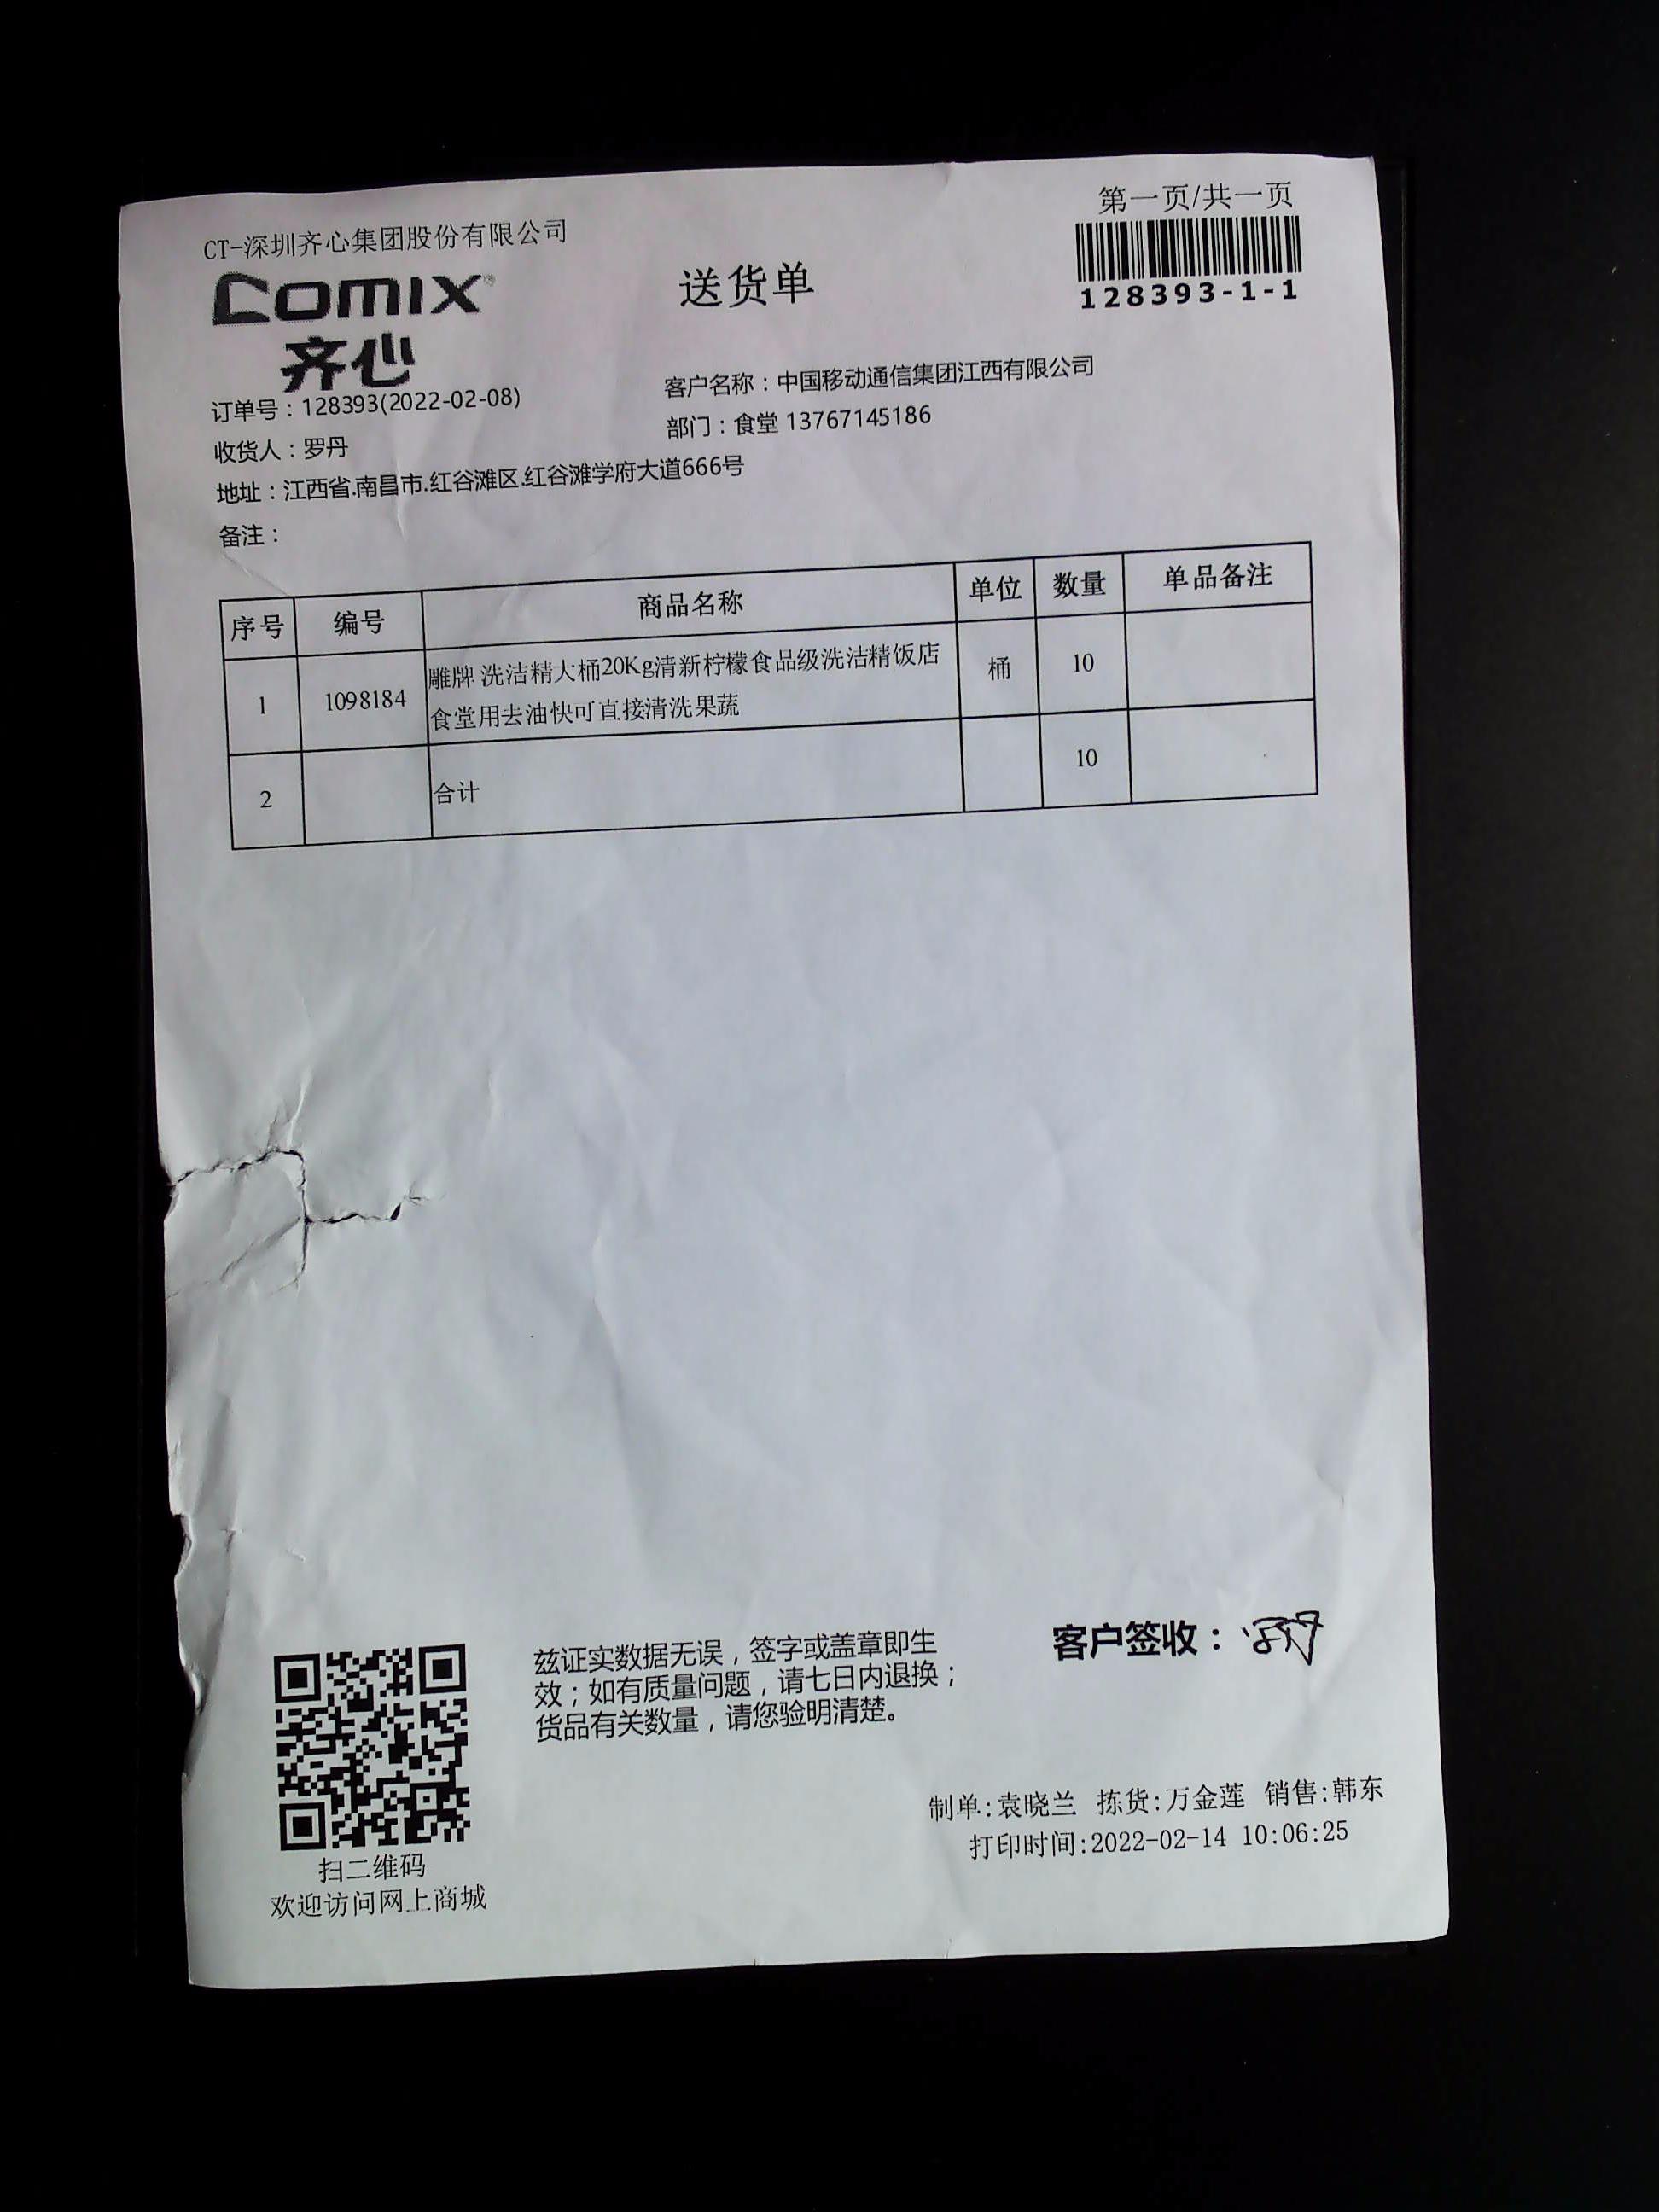 第一页/共一页
CT-深圳齐心集团股份有限公司
COMIX®
齐心
送货单
128393-1-1
订单号：128393(2022-02-08)
客户名称：中国移动通信集团江西有限公司
收货人：罗丹
部门：食堂 13767145186
地址：江西省.南昌市.红谷滩区.红谷滩学府大道666号
备注：
序号 编号 商品名称 单位 数量 单品备注
1 1098184 雕牌 洗洁精大桶20Kg清新柠檬食品级洗洁精饭店 桶 10
食堂用去油快可直接清洗果蔬
2 合计 10
兹证实数据无误，签字或盖章即生
效；如有质量问题，请七日内退换；
货品有关数量，请您验明清楚。
客户签收：
制单:袁晓兰 拣货:万金莲 销售:韩东
打印时间:2022-02-14 10:06:25
扫二维码
欢迎访问网上商城